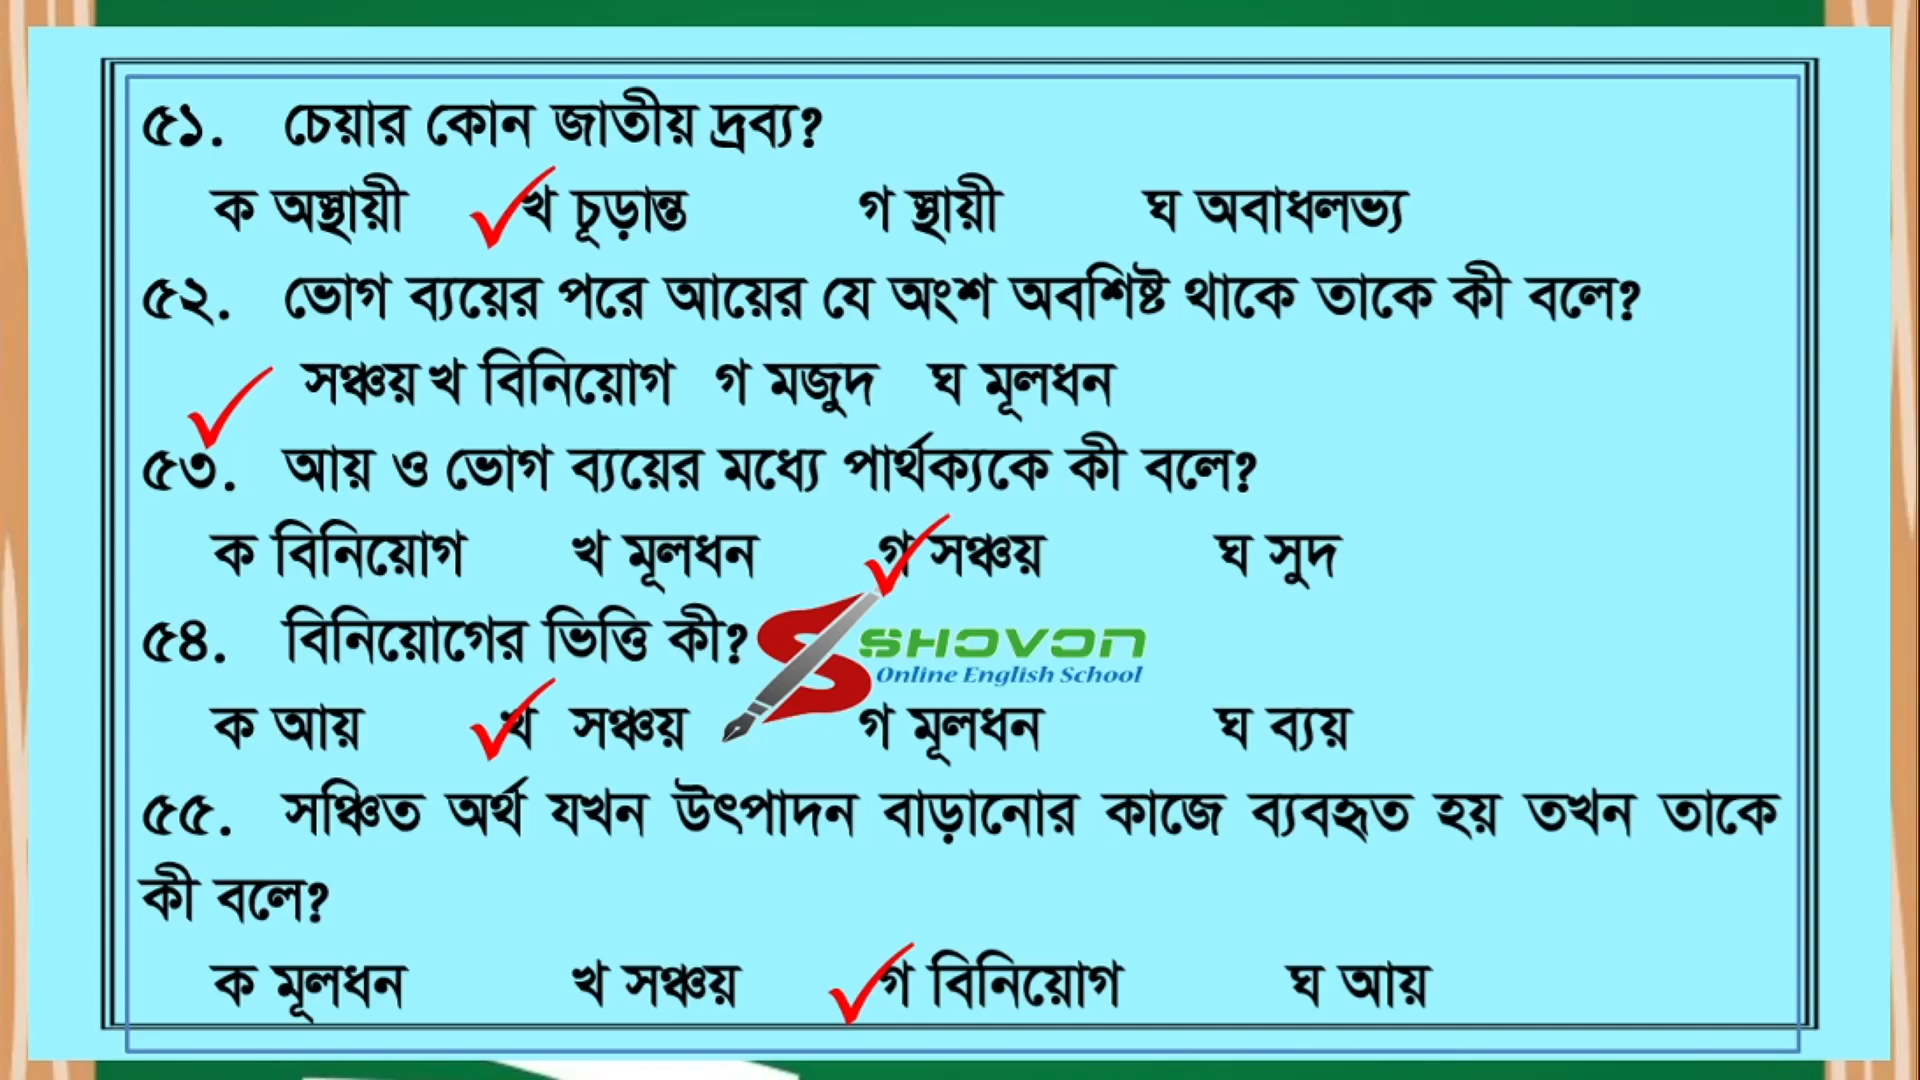 ৫১. চেয়ার কোন জাতীয় দ্রব্য?
ক অস্থায়ী খ চূড়ান্ত গ স্থায়ী ঘ অবাধলভ্য
৫২. ভোগ ব্যয়ের পরে আয়ের যে অংশ অবশিষ্ট থাকে তাকে কী বলে?
সঞ্চয় খ বিনিয়োগ গ মজুদ ঘ মূলধন
৫৩. আয় ও ভোগ ব্যয়ের মধ্যে পার্থক্যকে কী বলে?
ক বিনিয়োগ খ মূলধন গ সঞ্চয় ঘ সুদ
৫৪. বিনিয়োগের ভিত্তি কী?
SHOVON
Online English School
ক আয় খ সঞ্চয় গ মূলধন ঘ ব্যয়
৫৫. সঞ্চিত অর্থ যখন উৎপাদন বাড়ানোর কাজে ব্যবহৃত হয় তখন তাকে
কী বলে?
ক মূলধন খ সঞ্চয় গ বিনিয়োগ ঘ আয়